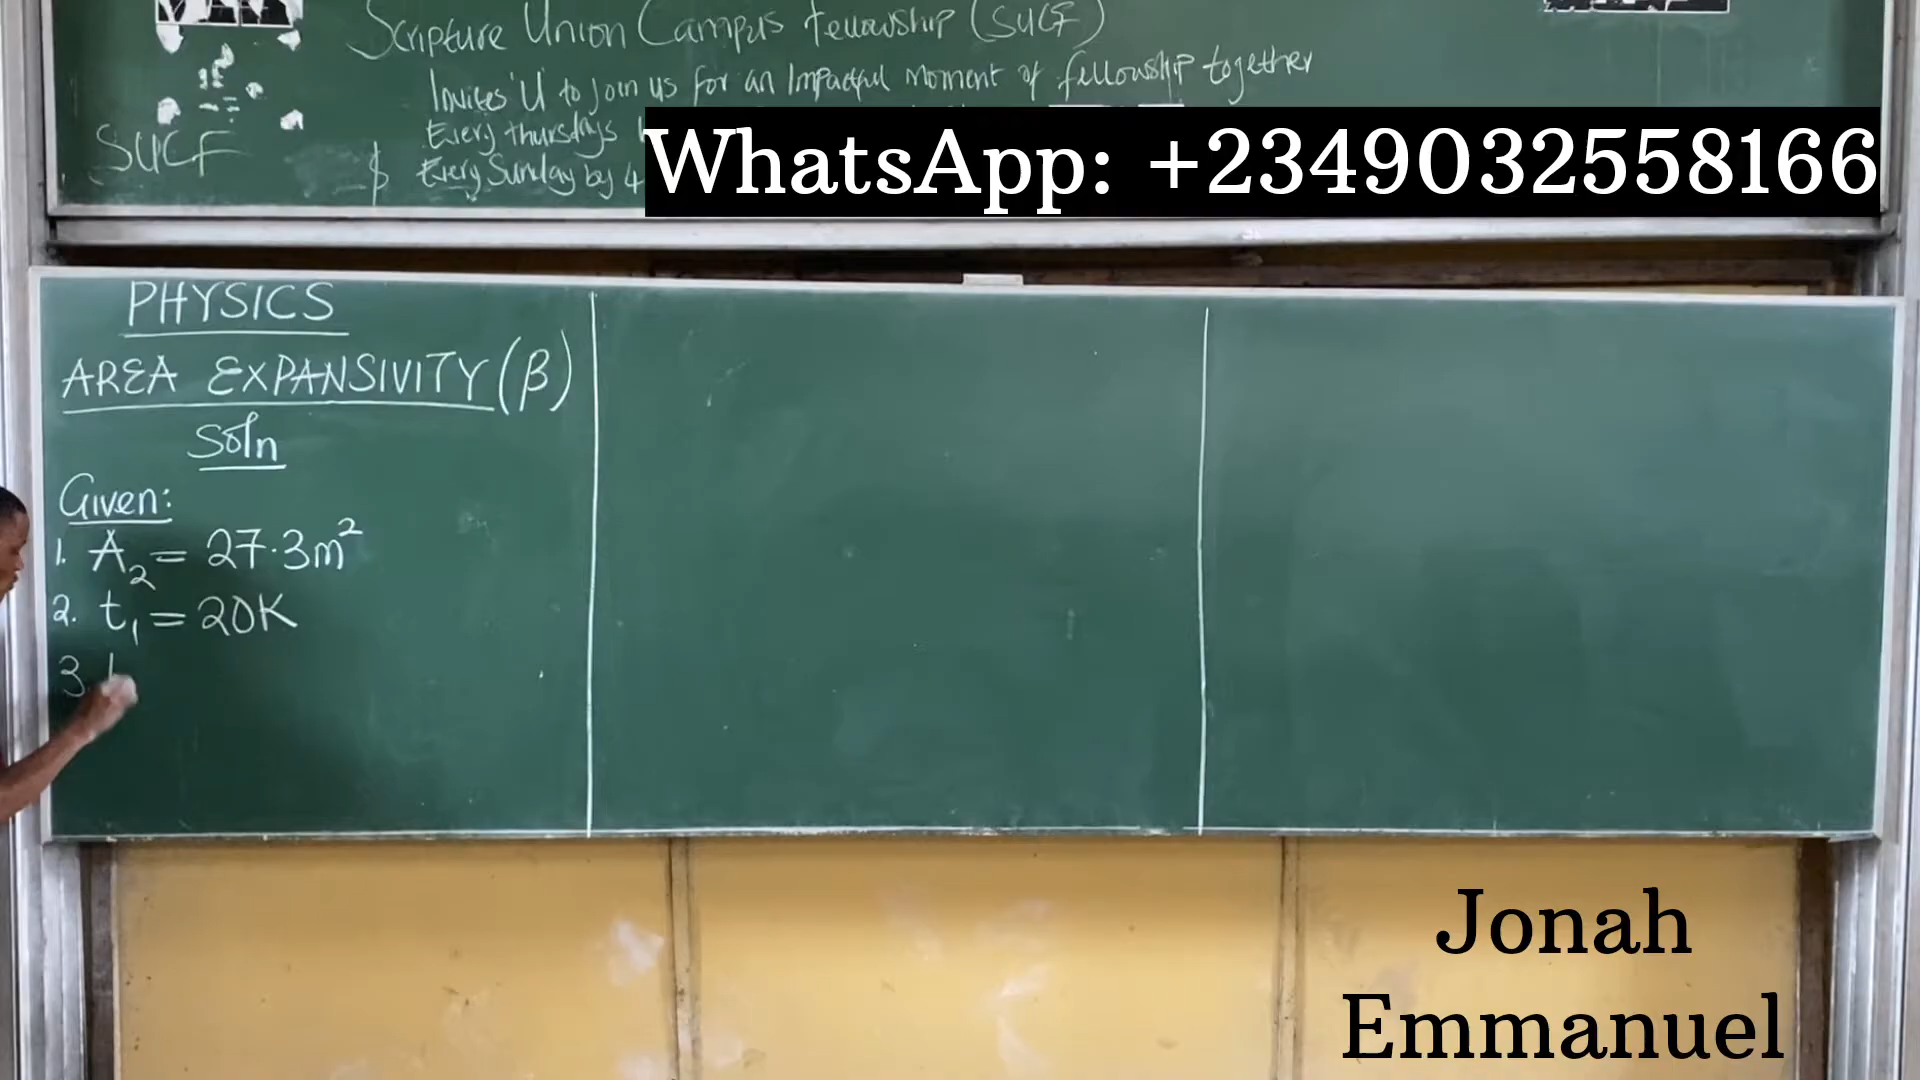 Scripture Union Campus fellowship (SUCF)
Invites 'U' to join us for an Impactful moment of fellowship together
Every thursdays
SUCF
& Every Sunday by 4
WhatsApp: +2349032558166
PHYSICS
AREA EXPANSIVITY (β)
Soln
Given:
1. A₂ = 27.3m²
2. t₁ = 20K
3. t
Jonah
Emmanuel